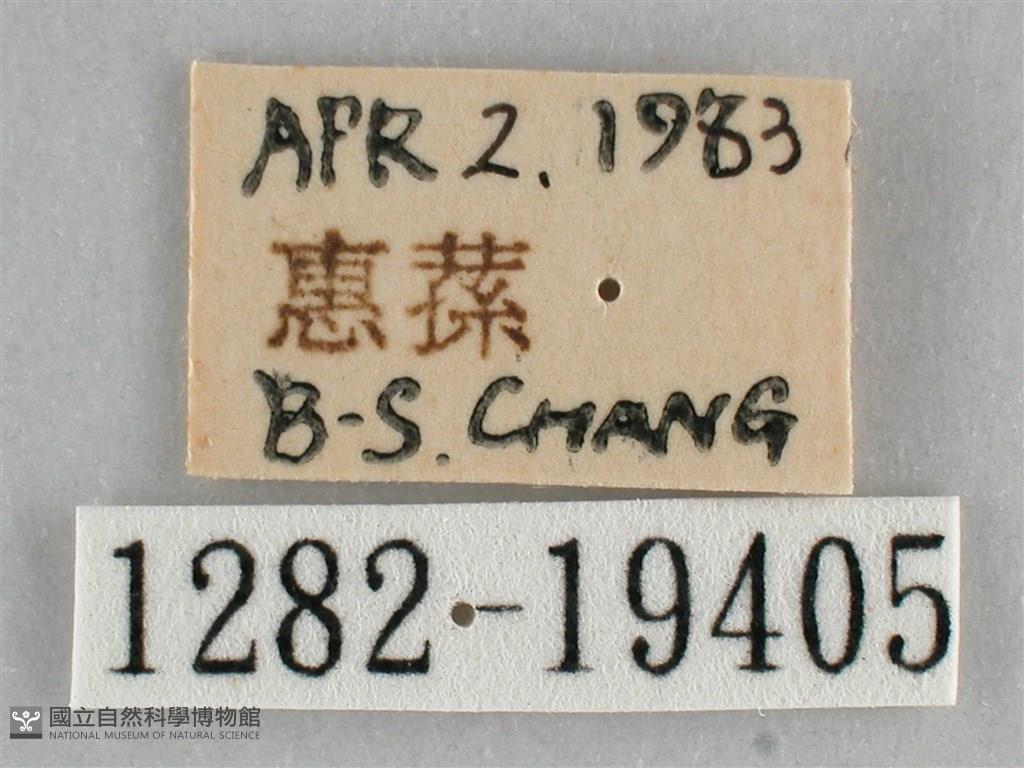 APR 2. 1983
惠蓀
B-S. CHANG
1282-19405
國立自然科學博物館
NATIONAL MUSEUM OF NATURAL SCIENCE